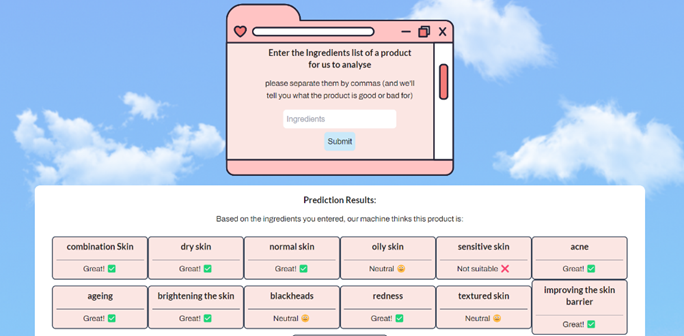 Enter the Ingredients list of a product
for us to analyse
please separate them by commas (and we'll
tell you what the product is good or bad for)
Ingredients
Submit
Prediction Results:
Based on the ingredients you entered, our machine thinks this product is:
combination Skin
Great! ✅
dry skin
Great! ✅
normal skin
Great! ✅
oily skin
Neutral 😐
sensitive skin
Not suitable ❌
acne
Great! ✅
ageing
Great! ✅
brightening the skin
Great! ✅
blackheads
Neutral 😐
redness
Great! ✅
textured skin
Neutral 😐
improving the skin
barrier
Great! ✅